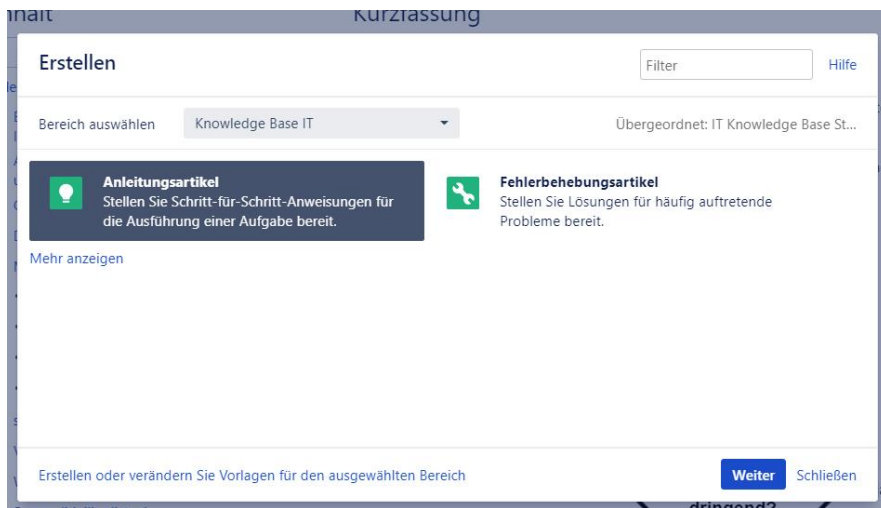 Kurzfassung
Erstellen
Filter
Hilfe
Bereich auswählen
Knowledge Base IT
Übergeordnet: IT Knowledge Base St...
Anleitungsartikel
Stellen Sie Schritt-für-Schritt-Anweisungen für
die Ausführung einer Aufgabe bereit.
Fehlerbehebungsartikel
Stellen Sie Lösungen für häufig auftretende
Probleme bereit.
Mehr anzeigen
Erstellen oder verändern Sie Vorlagen für den ausgewählten Bereich
Weiter
Schließen
dringend?